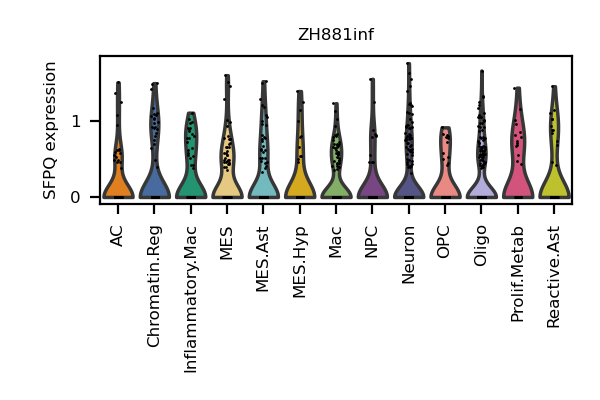 ZH881inf
SFPQ expression
1
0
AC
Chromatin.Reg
Inflammatory.Mac
MES
MES.Ast
MES.Hyp
Mac
NPC
Neuron
OPC
Oligo
Prolif.Metab
Reactive.Ast